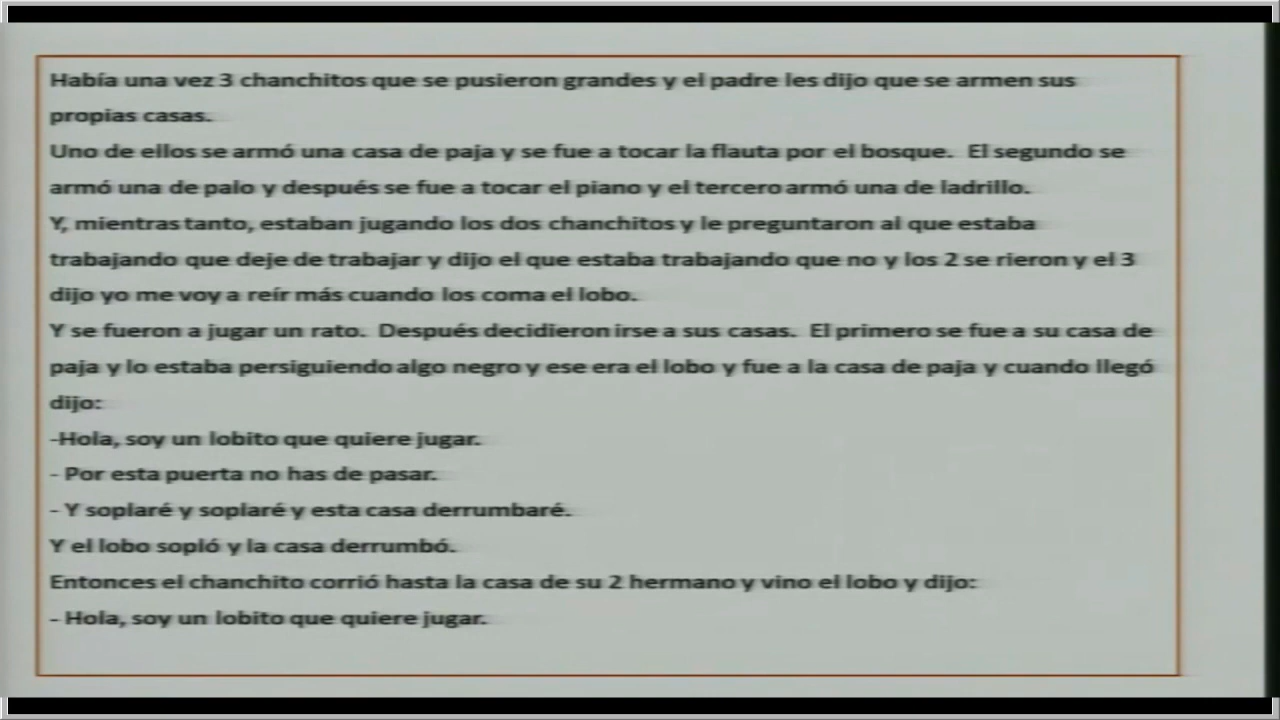 Había una vez 3 chanchitos que se pusieron grandes y el padre les dijo que se armen sus
propias casas.
Uno de ellos se armó una casa de paja y se fue a tocar la flauta por el bosque. El segundo se
armó una de palo y después se fue a tocar el piano y el tercero armó una de ladrillo.
Y, mientras tanto, estaban jugando los dos chanchitos y le preguntaron al que estaba
trabajando que deje de trabajar y dijo el que estaba trabajando que no y los 2 se rieron y el 3
dijo yo me voy a reír más cuando los coma el lobo.
Y se fueron a jugar un rato. Después decidieron irse a sus casas. El primero se fue a su casa de
paja y lo estaba persiguiendo algo negro y ese era el lobo y fue a la casa de paja y cuando llegó
dijo:
-Hola, soy un lobito que quiere jugar.
- Por esta puerta no has de pasar.
- Y soplaré y soplaré y esta casa derrumbaré.
Y el lobo sopló y la casa derrumbó.
Entonces el chanchito corrió hasta la casa de su 2 hermano y vino el lobo y dijo:
- Hola, soy un lobito que quiere jugar.